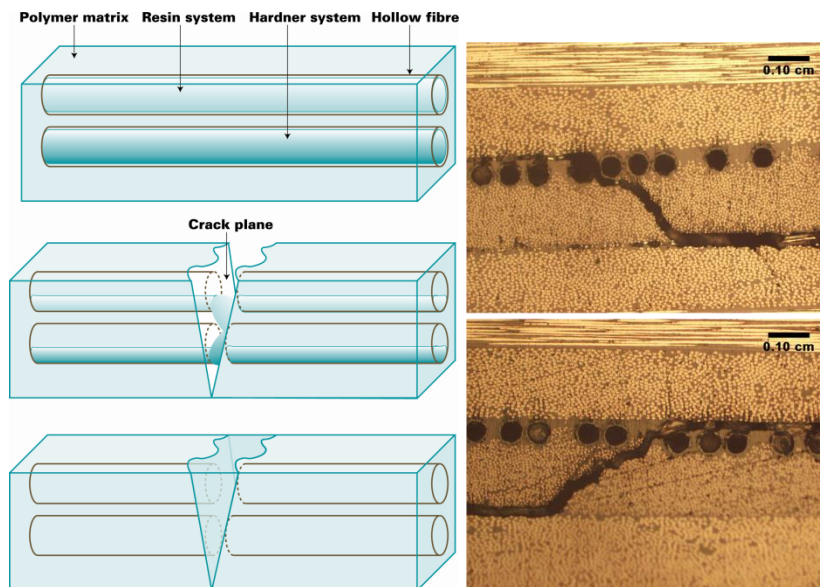 Polymer matrix
Resin system
Hardner system
Hollow fibre
Crack plane
0.10 cm
0.10 cm